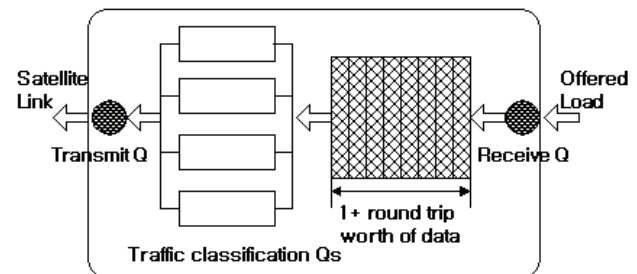 Satellite
Link
Offered
Load
Transmit Q
Receive Q
1+ round trip
worth of data
Traffic classification Qs